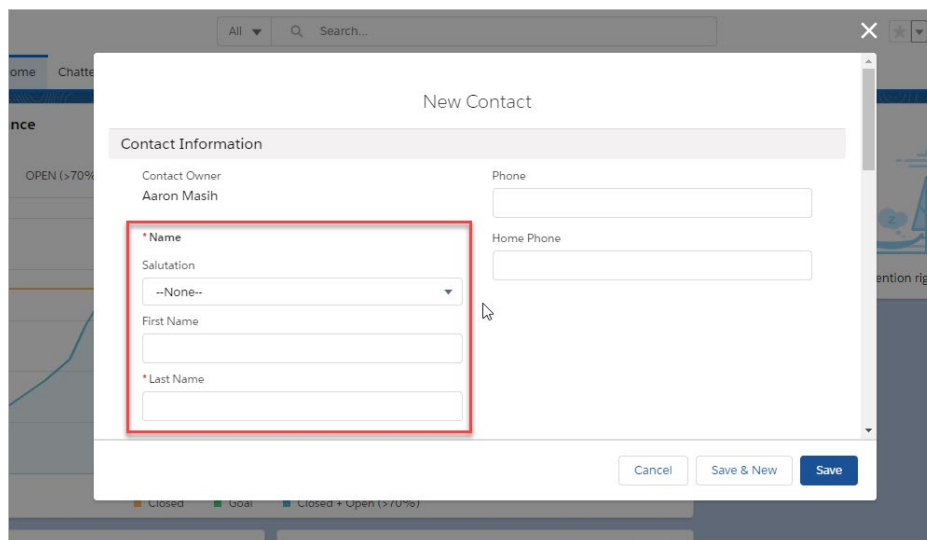 All
Search...
ome Chatte
nce
OPEN (>70%
New Contact
Contact Information
Contact Owner
Aaron Masih
*Name
Salutation
--None--
First Name
*Last Name
Phone
Home Phone
ention rig
Cancel
Save & New
Save
Closed Goal Closed + Open (>70%)